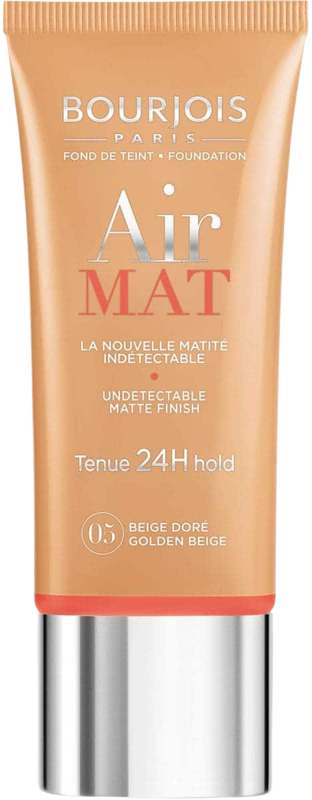 BOURJOIS
PARIS
FOND DE TEINT • FOUNDATION
Air
MAT
LA NOUVELLE MATITÉ
INDÉTECTABLE
•
UNDETECTABLE
MATTE FINISH
Tenue 24H hold
05 BEIGE DORÉ
GOLDEN BEIGE